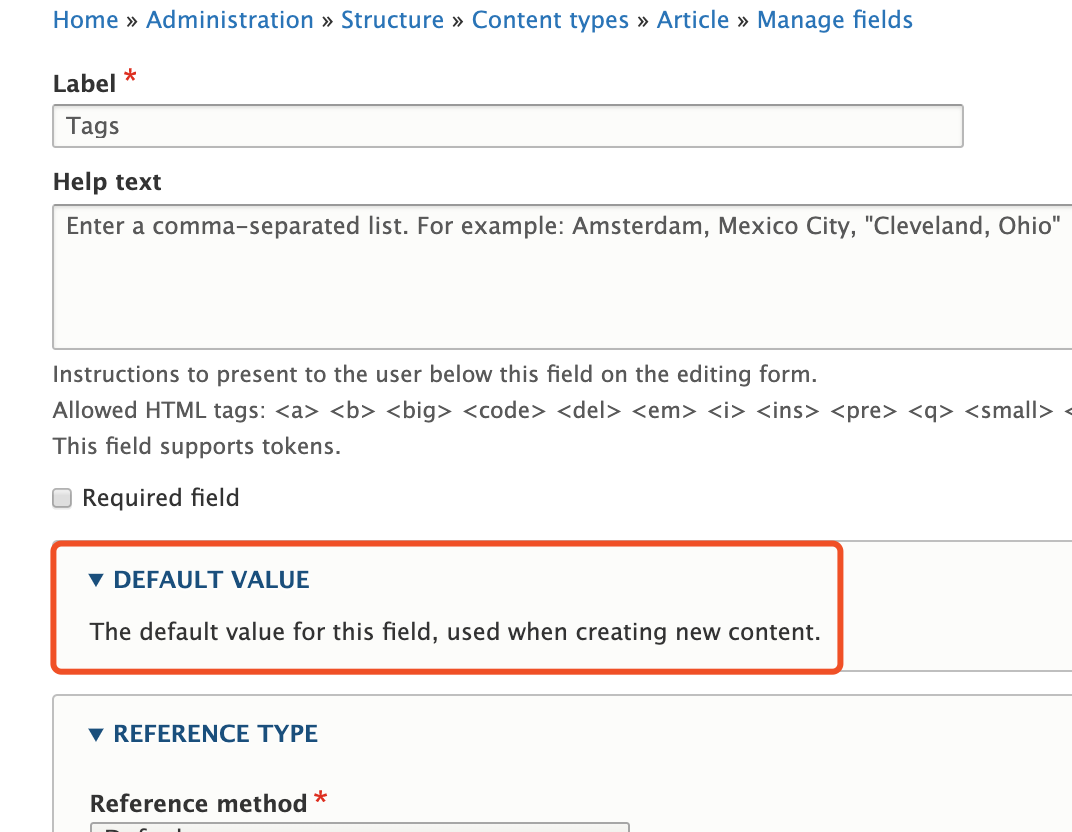 Home » Administration » Structure » Content types » Article » Manage fields
Label *
Tags
Help text
Enter a comma-separated list. For example: Amsterdam, Mexico City, "Cleveland, Ohio"
Instructions to present to the user below this field on the editing form.
Allowed HTML tags: <a> <b> <big> <code> <del> <em> <i> <ins> <pre> <q> <small> <
This field supports tokens.
Required field
▼ DEFAULT VALUE
The default value for this field, used when creating new content.
▼ REFERENCE TYPE
Reference method *